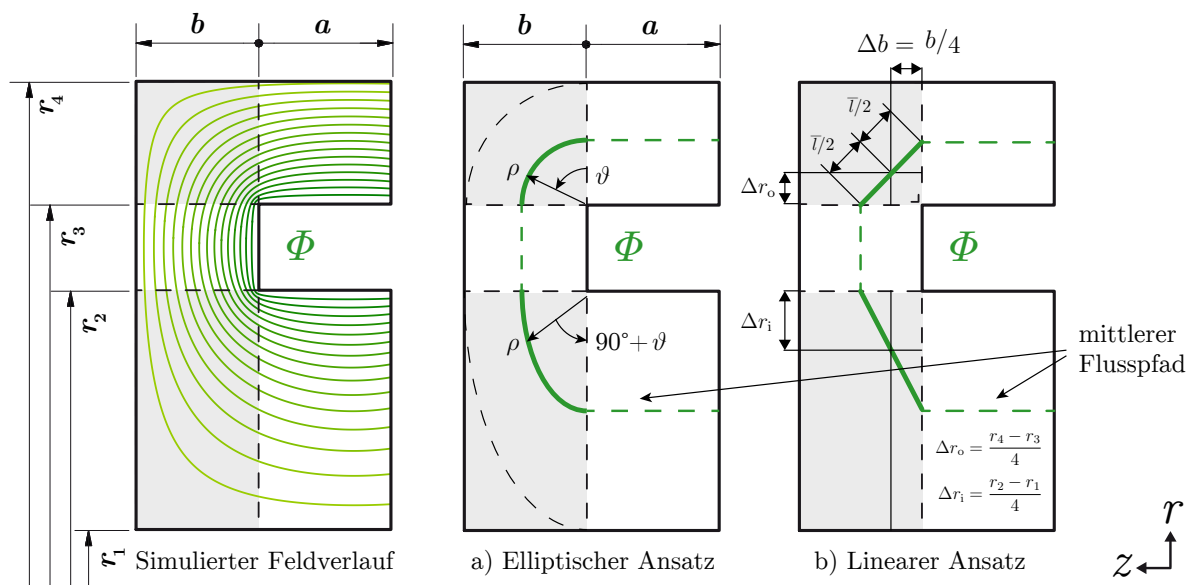 b a
r4
r3
r2
r1
Φ
Simulierter Feldverlauf
b a
ρ
ϑ
Φ
ρ
90°+ϑ
a) Elliptischer Ansatz
Δb = b/4
l̅/2
l̅/2
Δro
Φ
Δri
mittlerer
Flusspfad
Δro = r4 − r3
4
Δri = r2 − r1
4
b) Linearer Ansatz
r
z